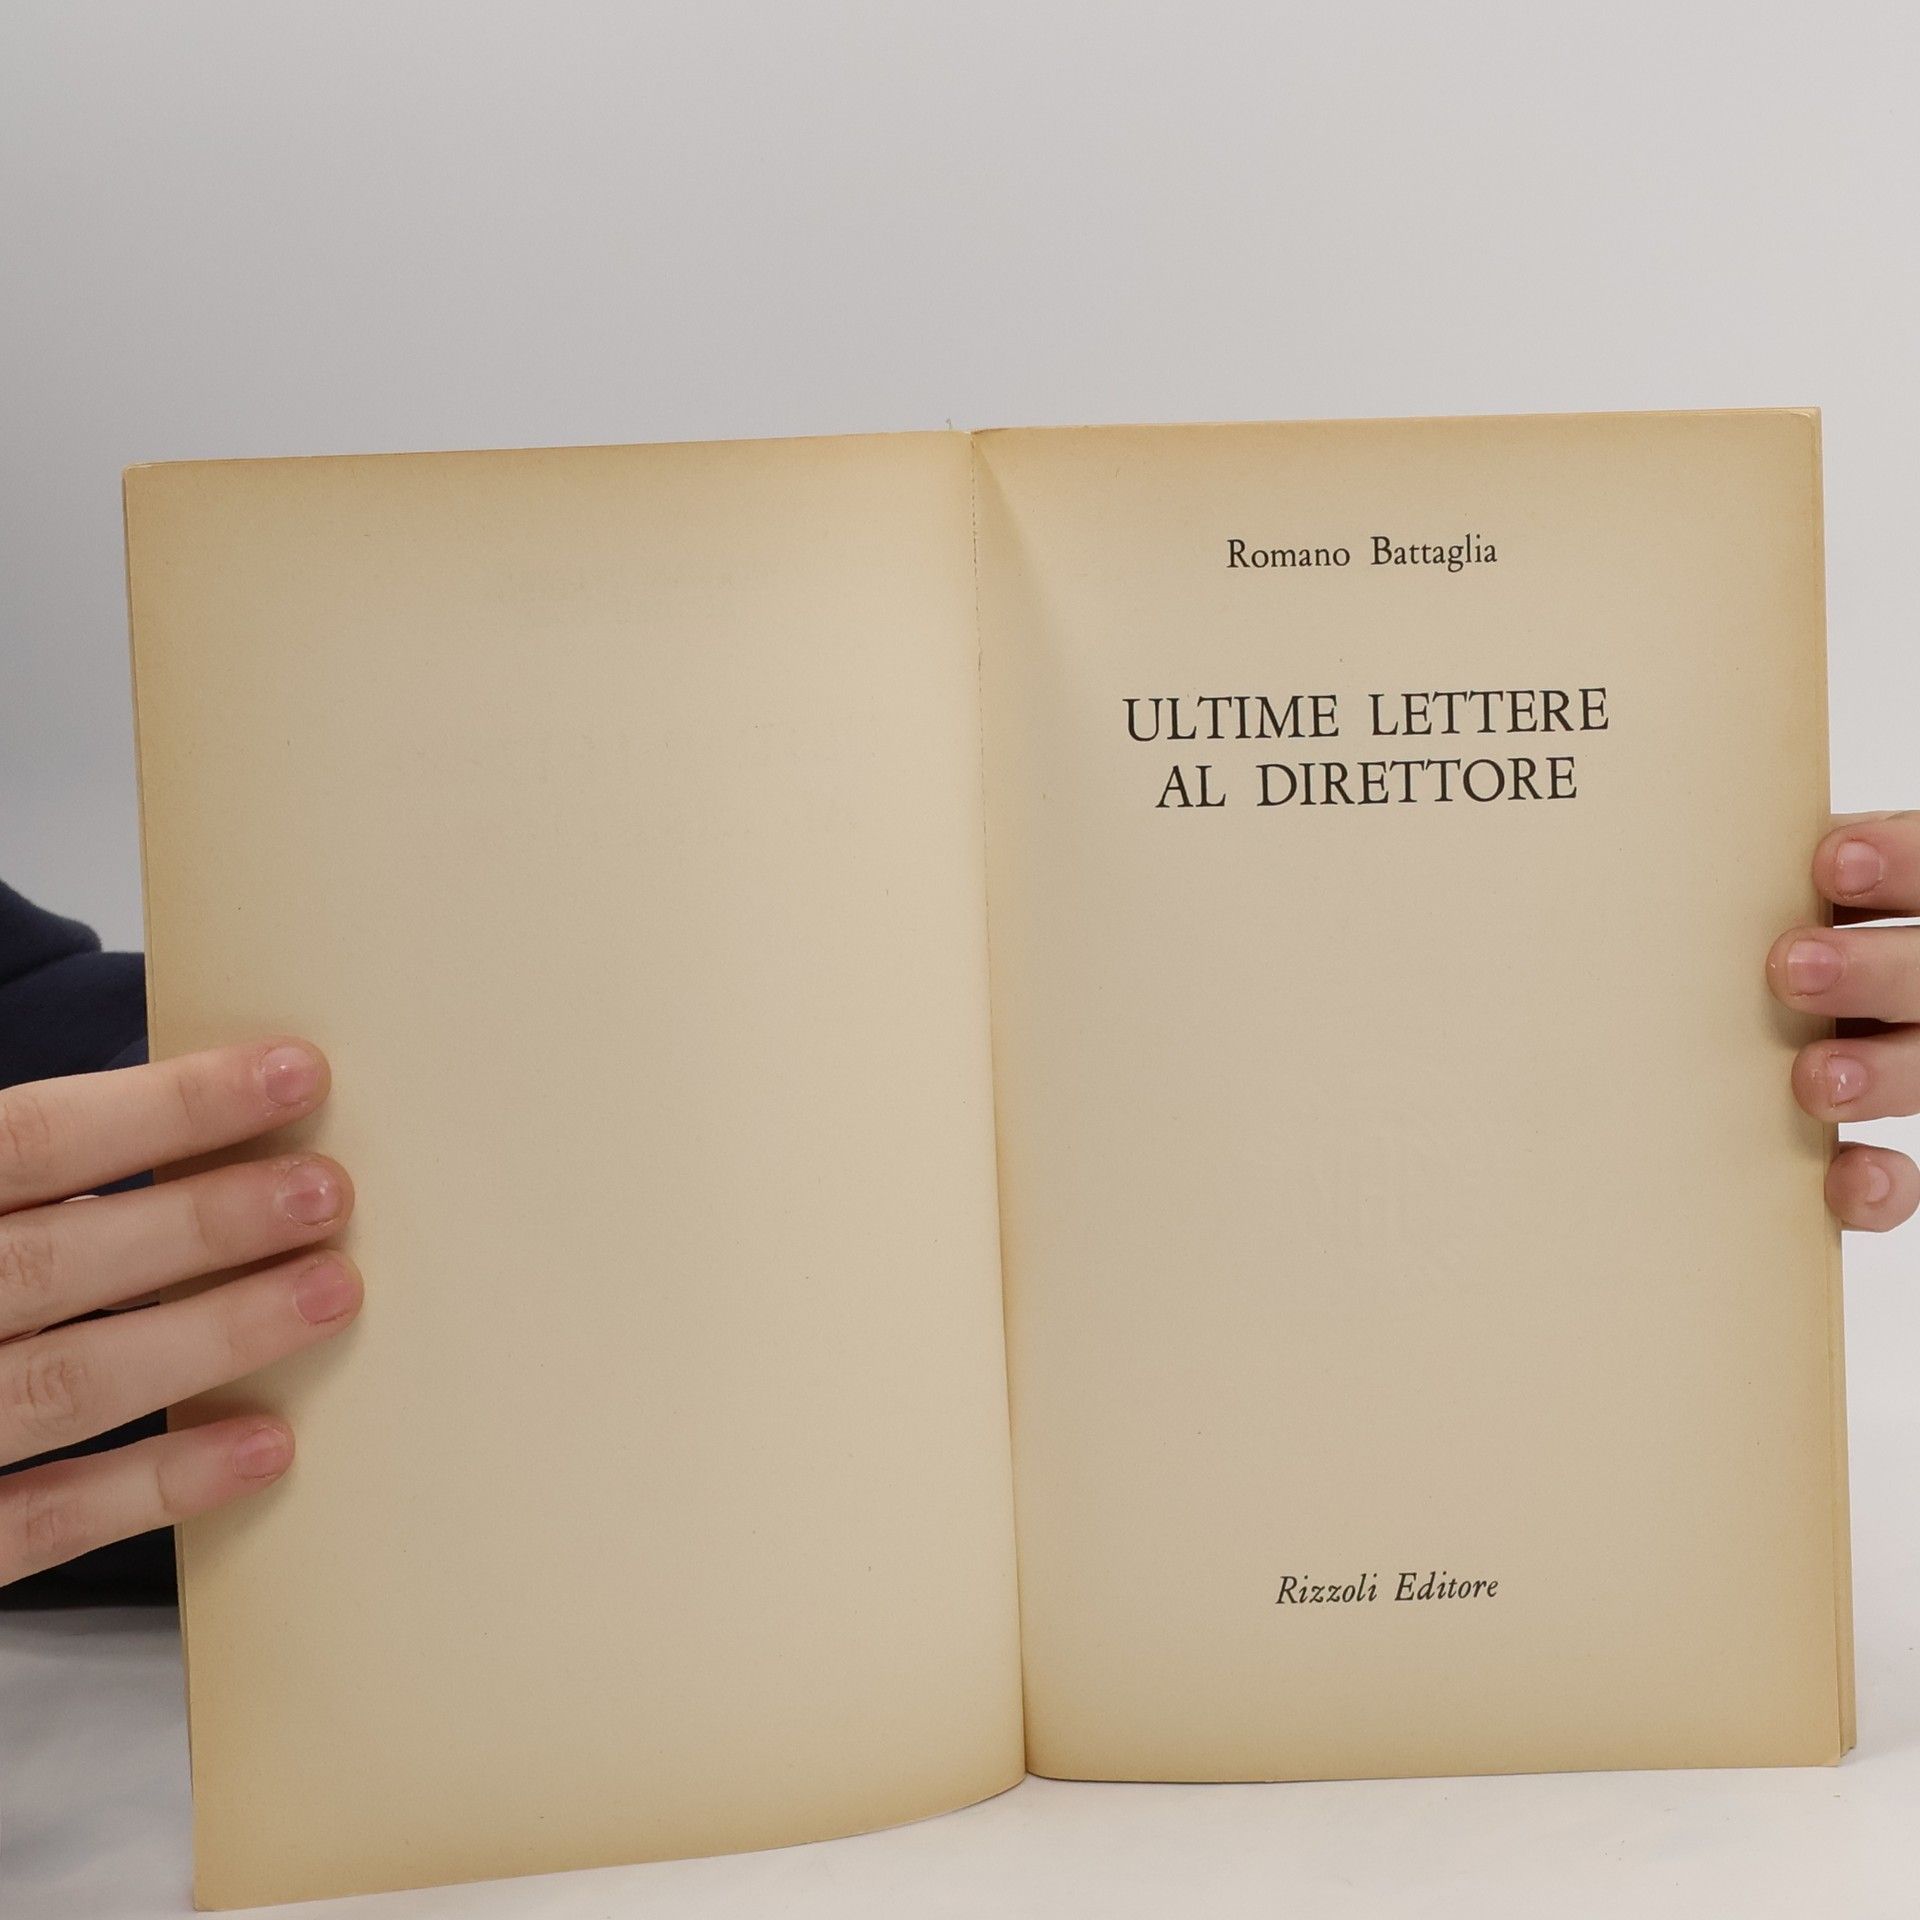 Romano Battaglia
ULTIME LETTERE
AL DIRETTORE
Rizzoli Editore